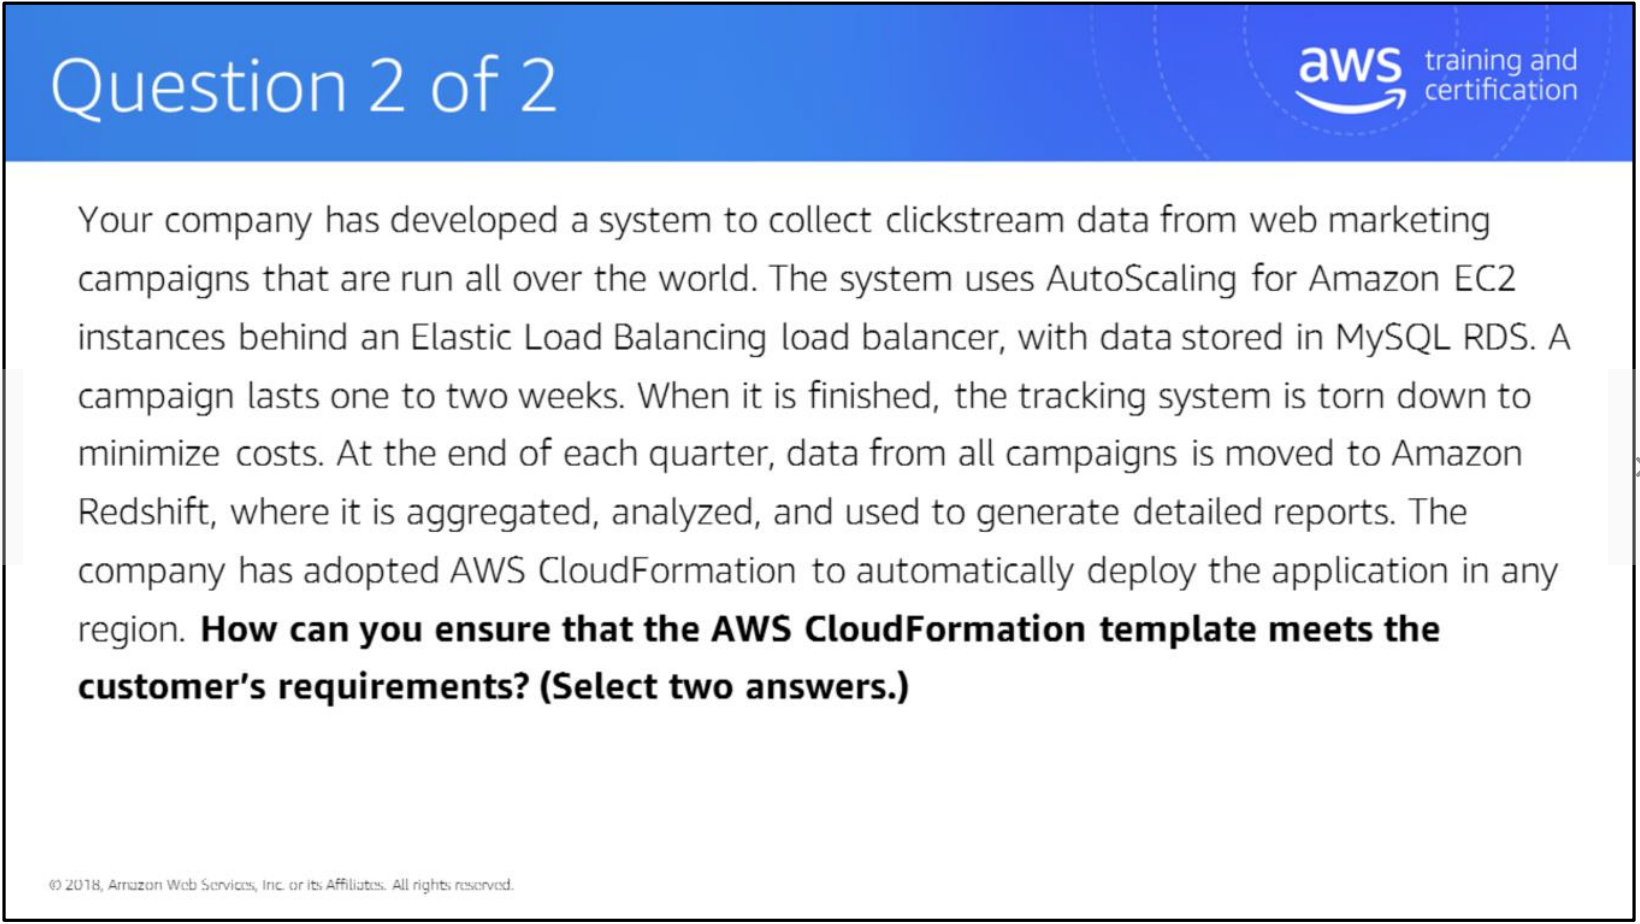 Question 2 of 2
aws training and
certification
Your company has developed a system to collect clickstream data from web marketing
campaigns that are run all over the world. The system uses AutoScaling for Amazon EC2
instances behind an Elastic Load Balancing load balancer, with data stored in MySQL RDS. A
campaign lasts one to two weeks. When it is finished, the tracking system is torn down to
minimize costs. At the end of each quarter, data from all campaigns is moved to Amazon
Redshift, where it is aggregated, analyzed, and used to generate detailed reports. The
company has adopted AWS CloudFormation to automatically deploy the application in any
region. How can you ensure that the AWS CloudFormation template meets the
customer's requirements? (Select two answers.)
© 2018, Amazon Web Services, Inc. or its Affiliates. All rights reserved.